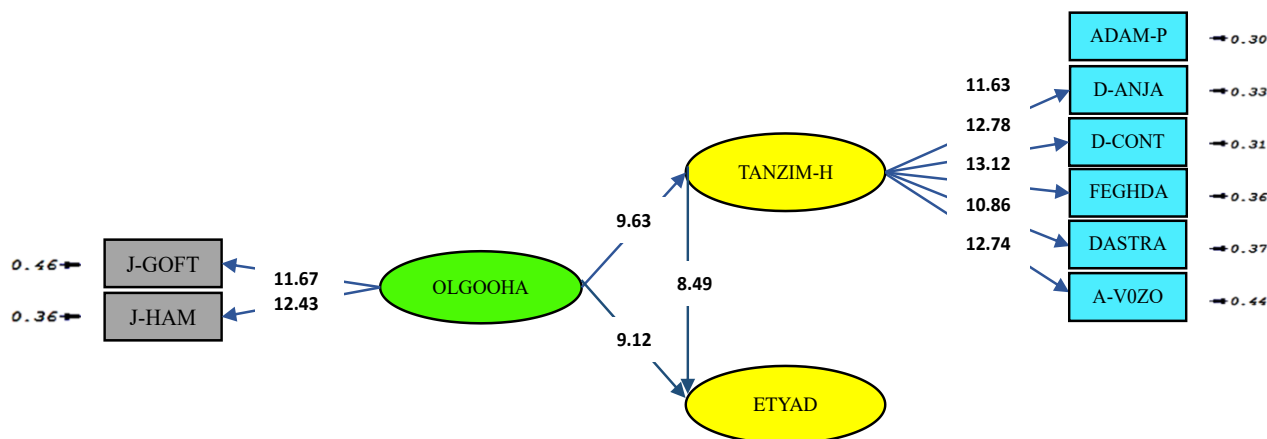 ADAM-P
0.30
11.63
D-ANJA
0.33
12.78
D-CONT
0.31
TANZIM-H
13.12
FEGHDA
0.36
9.63
10.86
DASTRA
0.37
12.74
0.46
J-GOFT
11.67
OLGOOHA
8.49
A-V0ZO
0.44
0.36
J-HAM
12.43
9.12
ETYAD